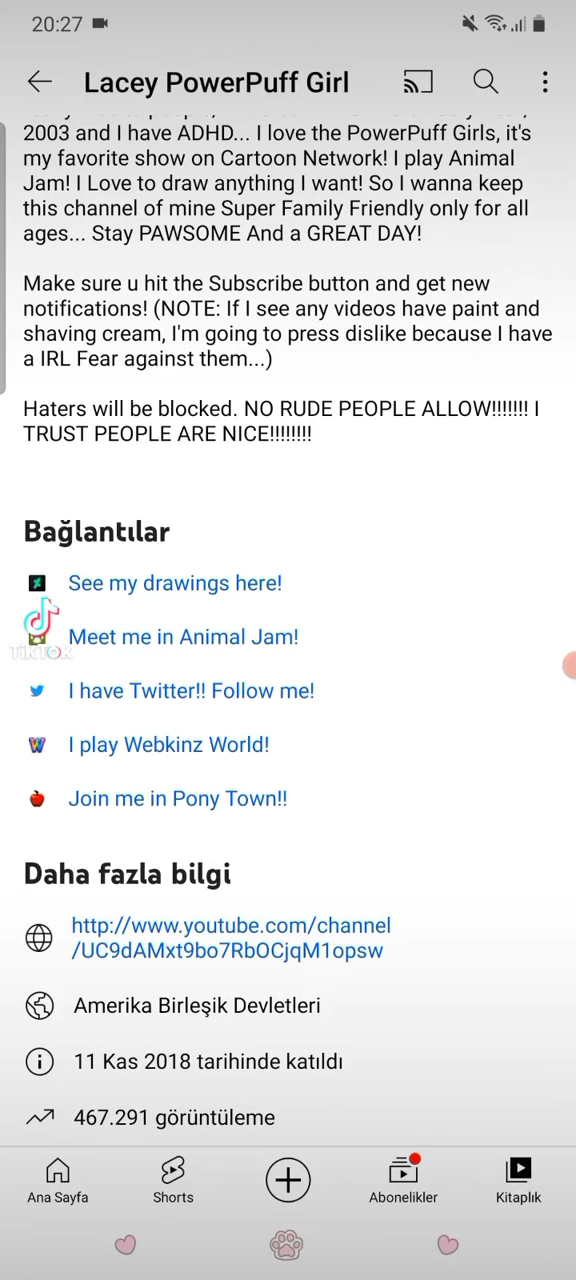 20:27
Lacey PowerPuff Girl
2003 and I have ADHD... I love the PowerPuff Girls, it's
my favorite show on Cartoon Network! I play Animal
Jam! I Love to draw anything I want! So I wanna keep
this channel of mine Super Family Friendly only for all
ages... Stay PAWSOME And a GREAT DAY!
Make sure u hit the Subscribe button and get new
notifications! (NOTE: If I see any videos have paint and
shaving cream, I'm going to press dislike because I have
a IRL Fear against them...)
Haters will be blocked. NO RUDE PEOPLE ALLOW!!!!!!! I
TRUST PEOPLE ARE NICE!!!!!!!!
Bağlantılar
See my drawings here!
TikTok
Meet me in Animal Jam!
I have Twitter!! Follow me!
I play Webkinz World!
Join me in Pony Town!!
Daha fazla bilgi
http://www.youtube.com/channel
/UC9dAMxt9bo7RbOCjqM1opsw
Amerika Birleşik Devletleri
11 Kas 2018 tarihinde katıldı
467.291 görüntüleme
Ana Sayfa
Shorts
Abonelikler
Kitaplık